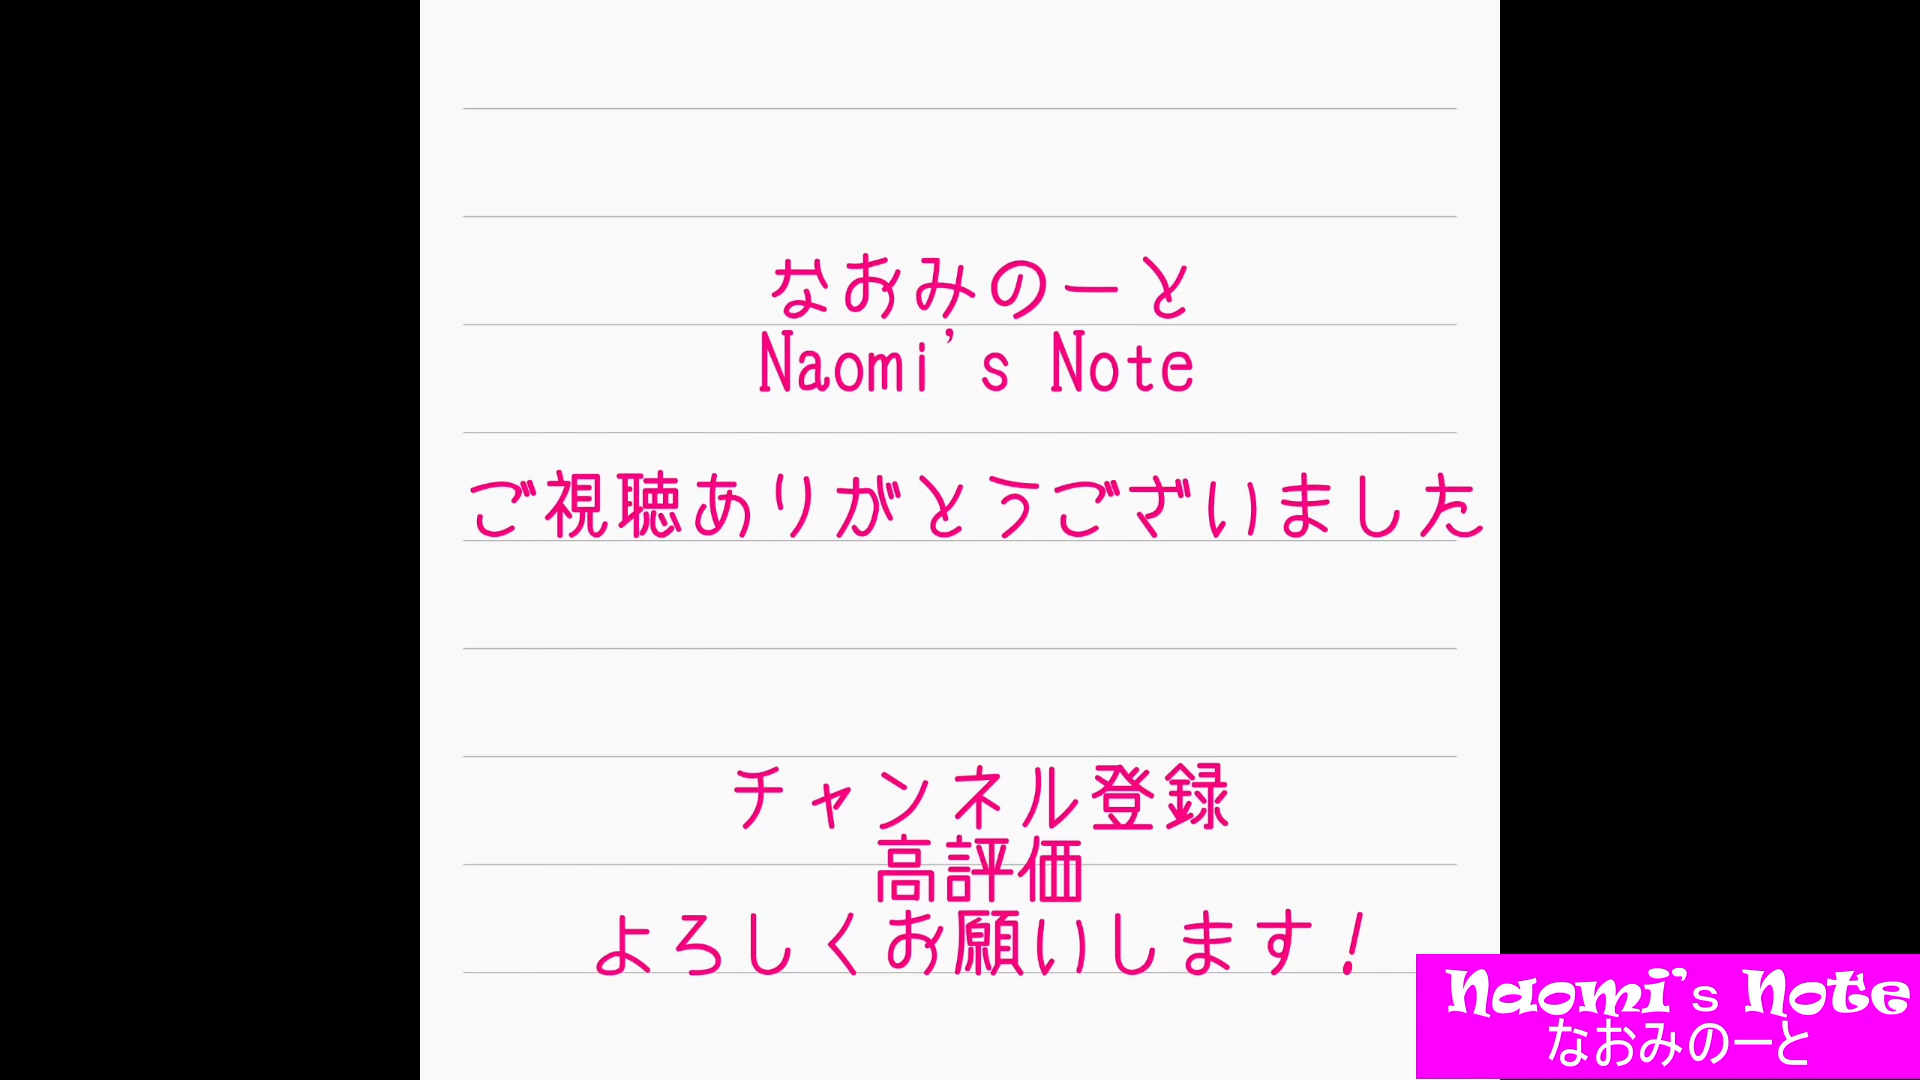 なおみのーと
Naomi's Note
ご視聴ありがとうございました
チャンネル登録
高評価
よろしくお願いします！
Naomi's Note
なおみのーと